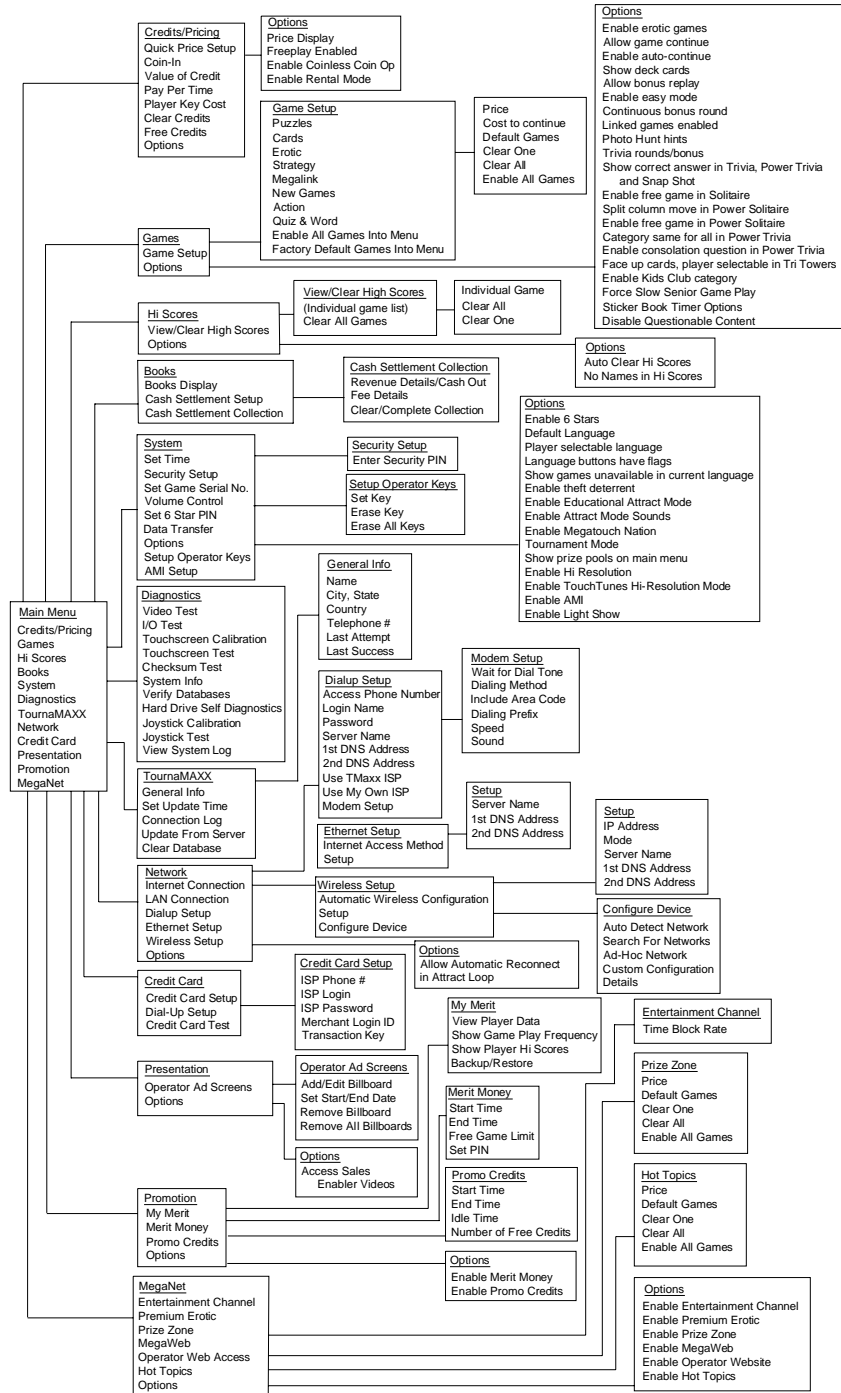 Credits/Pricing
Quick Price Setup
Coin-In
Value of Credit
Pay Per Time
Player Key Cost
Clear Credits
Free Credits
Options
Options
Price Display
Freeplay Enabled
Enable Coinless Coin Op
Enable Rental Mode
Options
Enable erotic games
Allow game continue
Enable auto-continue
Show deck cards
Allow bonus replay
Enable easy mode
Continuous bonus round
Linked games enabled
Photo Hunt hints
Trivia rounds/bonus
Show correct answer in Trivia, Power Trivia
and Snap Shot
Enable free game in Solitaire
Split column move in Power Solitaire
Enable free game in Power Solitaire
Category same for all in Power Trivia
Enable consolation question in Power Trivia
Face up cards, player selectable in Tri Towers
Enable Kids Club category
Force Slow Senior Game Play
Sticker Book Timer Options
Disable Questionable Content
Game Setup
Puzzles
Cards
Erotic
Strategy
Megalink
New Games
Action
Quiz & Word
Enable All Games Into Menu
Factory Default Games Into Menu
Price
Cost to continue
Default Games
Clear One
Clear All
Enable All Games
Games
Game Setup
Options
Hi Scores
View/Clear High Scores
Options
View/Clear High Scores
(Individual game list)
Clear All Games
Individual Game
Clear All
Clear One
Options
Auto Clear Hi Scores
No Names in Hi Scores
Books
Books Display
Cash Settlement Setup
Cash Settlement Collection
Cash Settlement Collection
Revenue Details/Cash Out
Fee Details
Clear/Complete Collection
System
Set Time
Security Setup
Set Game Serial No.
Volume Control
Set 6 Star PIN
Data Transfer
Options
Setup Operator Keys
AMI Setup
Security Setup
Enter Security PIN
Setup Operator Keys
Set Key
Erase Key
Erase All Keys
Options
Enable 6 Stars
Default Language
Player selectable language
Language buttons have flags
Show games unavailable in current language
Enable theft deterrent
Enable Educational Attract Mode
Enable Attract Mode Sounds
Enable Megatouch Nation
Tournament Mode
Show prize pools on main menu
Enable Hi Resolution
Enable TouchTunes Hi-Resolution Mode
Enable AMI
Enable Light Show
Main Menu
Credits/Pricing
Games
Hi Scores
Books
System
Diagnostics
TournaMAXX
Network
Credit Card
Presentation
Promotion
MegaNet
Diagnostics
Video Test
I/O Test
Touchscreen Calibration
Touchscreen Test
Checksum Test
System Info
Verify Databases
Hard Drive Self Diagnostics
Joystick Calibration
Joystick Test
View System Log
General Info
Name
City, State
Country
Telephone #
Last Attempt
Last Success
Dialup Setup
Access Phone Number
Login Name
Password
Server Name
1st DNS Address
2nd DNS Address
Use TMaxx ISP
Use My Own ISP
Modem Setup
Modem Setup
Wait for Dial Tone
Dialing Method
Include Area Code
Dialing Prefix
Speed
Sound
TournaMAXX
General Info
Set Update Time
Connection Log
Update From Server
Clear Database
Ethernet Setup
Internet Access Method
Setup
Setup
Server Name
1st DNS Address
2nd DNS Address
Setup
IP Address
Mode
Server Name
1st DNS Address
2nd DNS Address
Network
Internet Connection
LAN Connection
Dialup Setup
Ethernet Setup
Wireless Setup
Options
Wireless Setup
Automatic Wireless Configuration
Setup
Configure Device
Configure Device
Auto Detect Network
Search For Networks
Ad-Hoc Network
Custom Configuration
Details
Options
Allow Automatic Reconnect
in Attract Loop
Credit Card
Credit Card Setup
Dial-Up Setup
Credit Card Test
Credit Card Setup
ISP Phone #
ISP Login
ISP Password
Merchant Login ID
Transaction Key
My Merit
View Player Data
Show Game Play Frequency
Show Player Hi Scores
Backup/Restore
Entertainment Channel
Time Block Rate
Presentation
Operator Ad Screens
Options
Operator Ad Screens
Add/Edit Billboard
Set Start/End Date
Remove Billboard
Remove All Billboards
Options
Access Sales
Enabler Videos
Merit Money
Start Time
End Time
Free Game Limit
Set PIN
Prize Zone
Price
Default Games
Clear One
Clear All
Enable All Games
Promotion
My Merit
Merit Money
Promo Credits
Options
Promo Credits
Start Time
End Time
Idle Time
Number of Free Credits
Hot Topics
Price
Default Games
Clear One
Clear All
Enable All Games
Options
Enable Merit Money
Enable Promo Credits
MegaNet
Entertainment Channel
Premium Erotic
Prize Zone
MegaWeb
Operator Web Access
Hot Topics
Options
Options
Enable Entertainment Channel
Enable Premium Erotic
Enable Prize Zone
Enable MegaWeb
Enable Operator Website
Enable Hot Topics